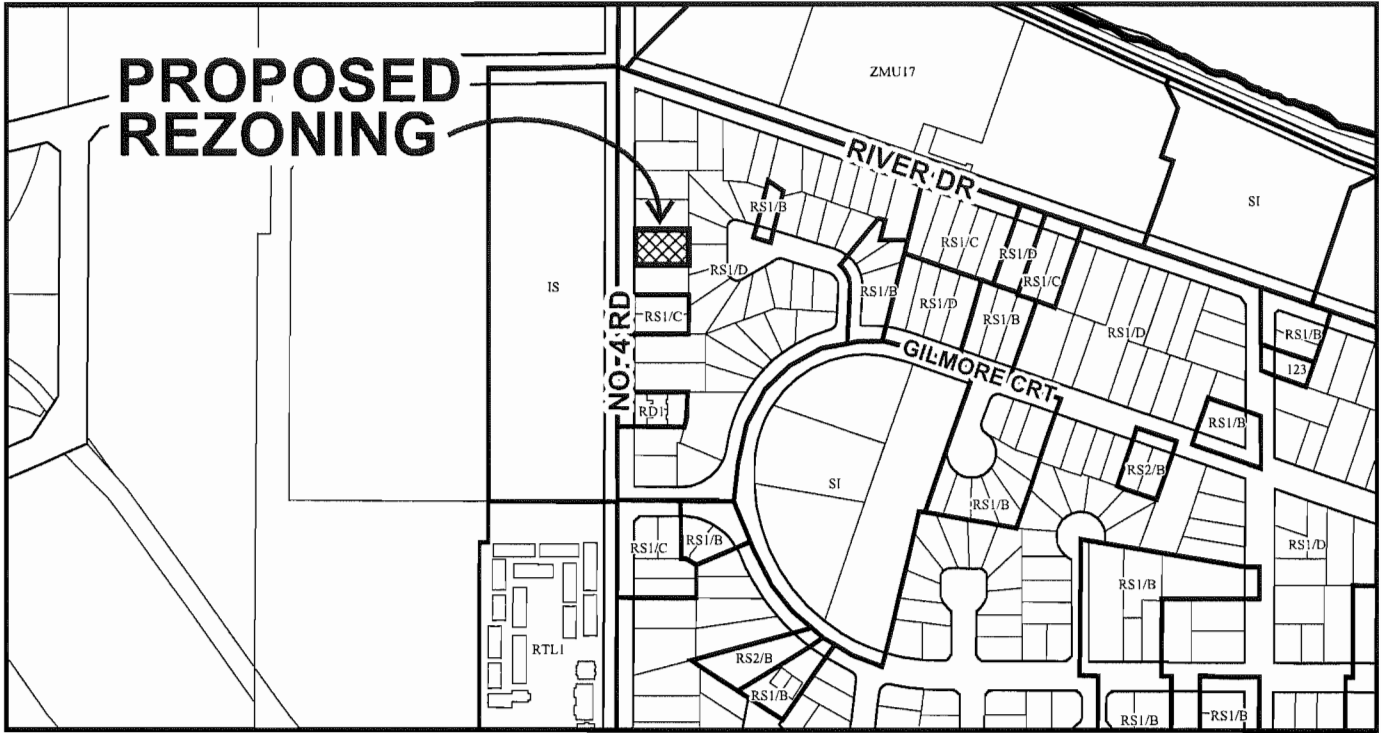 PROPOSED
REZONING
ZMU17
RIVER DR
SI
RS1/B
RS1/C
RS1/D
RS1/C
RS1/D
IS
RS1/B
RS1/D
RS1/B
RS1/D
RS1/C
RS1/B
NO. 4 RD
GILMORE CRT
123
RD1
RS1/B
RS2/B
SI
RS1/B
RS1/C
RS1/B
RS1/D
RS1/B
RTL1
RS2/B
RS1/B
RS1/B
RS1/B